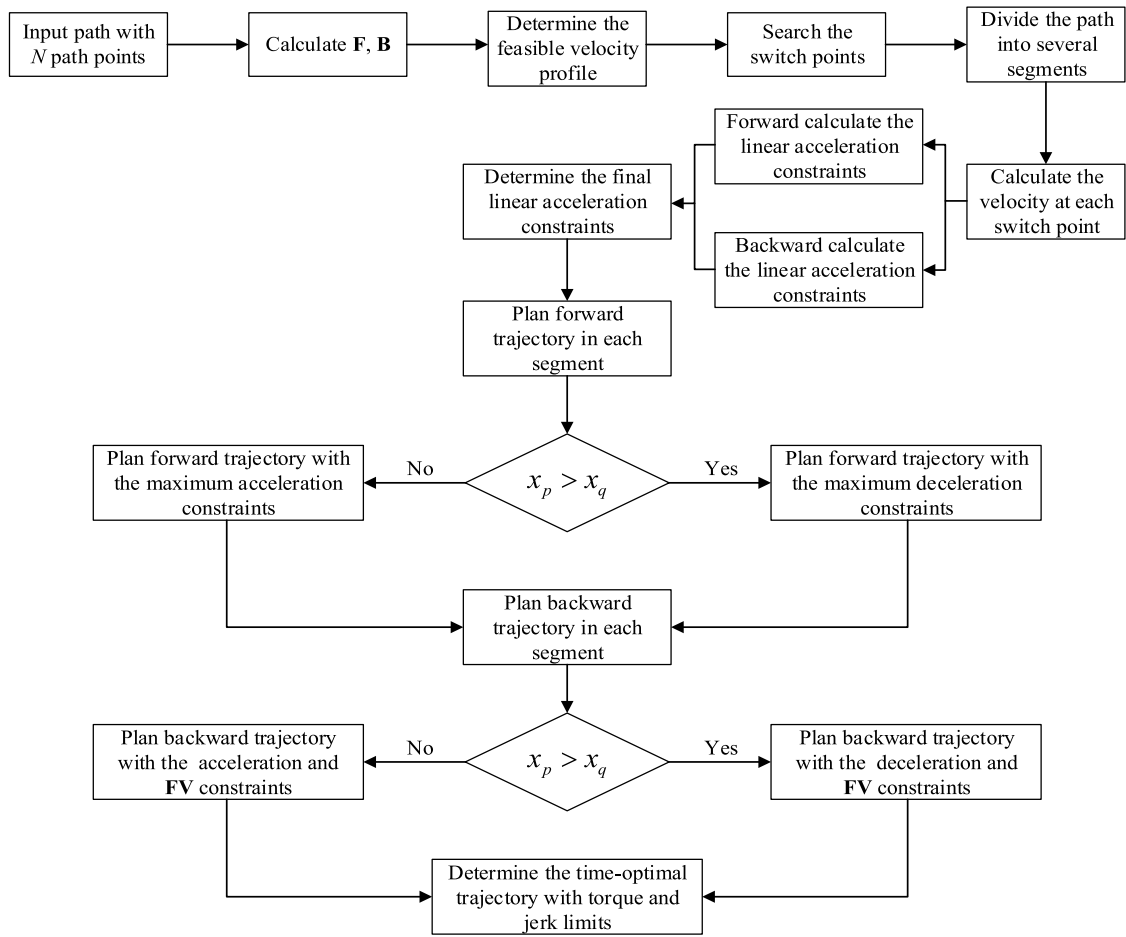 Input path with
N path points
Calculate F, B
Determine the
feasible velocity
profile
Search the
switch points
Divide the path
into several
segments
Forward calculate the
linear acceleration
constraints
Calculate the
velocity at each
switch point
Determine the final
linear acceleration
constraints
Backward calculate
the linear acceleration
constraints
Plan forward
trajectory in each
segment
Plan forward trajectory with
the maximum acceleration
constraints
No
x_p > x_q
Yes
Plan forward trajectory with
the maximum deceleration
constraints
Plan backward
trajectory in each
segment
Plan backward trajectory
with the acceleration and
FV constraints
No
x_p > x_q
Yes
Plan backward trajectory
with the deceleration and
FV constraints
Determine the time-optimal
trajectory with torque and
jerk limits